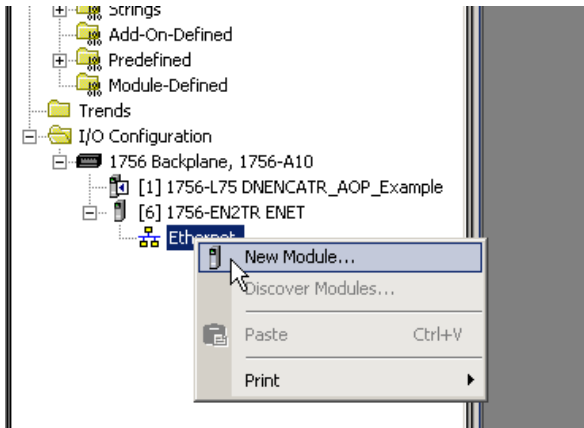 Strings
Add-On-Defined
Predefined
Module-Defined
Trends
I/O Configuration
1756 Backplane, 1756-A10
[1] 1756-L75 DNENCATR_AOP_Example
[6] 1756-EN2TR ENET
Ethernet
New Module...
Discover Modules...
Paste Ctrl+V
Print